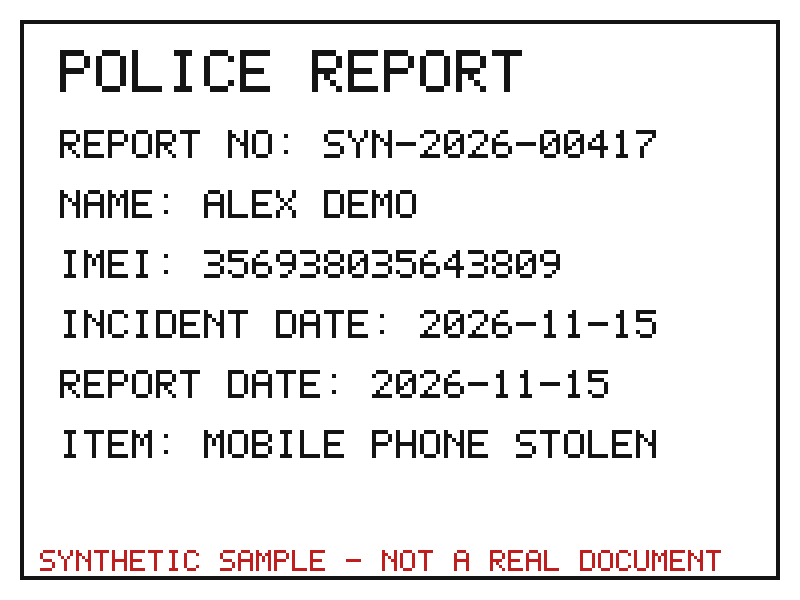 POLICE REPORT
REPORT NO: SYN-2026-00417
NAME: ALEX DEMO
IMEI: 356938035643809
INCIDENT DATE: 2026-11-15
REPORT DATE: 2026-11-15
ITEM: MOBILE PHONE STOLEN
SYNTHETIC SAMPLE - NOT A REAL DOCUMENT